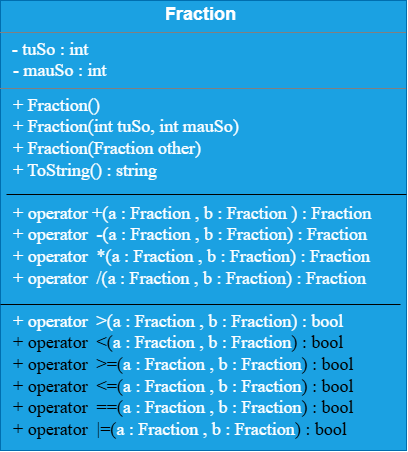 Fraction
- tuSo : int
- mauSo : int
+ Fraction()
+ Fraction(int tuSo, int mauSo)
+ Fraction(Fraction other)
+ ToString() : string
+ operator +(a : Fraction , b : Fraction ) : Fraction
+ operator -(a : Fraction , b : Fraction) : Fraction
+ operator *(a : Fraction , b : Fraction) : Fraction
+ operator /(a : Fraction , b : Fraction) : Fraction
+ operator >(a : Fraction , b : Fraction) : bool
+ operator <(a : Fraction , b : Fraction) : bool
+ operator >=(a : Fraction , b : Fraction) : bool
+ operator <=(a : Fraction , b : Fraction) : bool
+ operator ==(a : Fraction , b : Fraction) : bool
+ operator |=(a : Fraction , b : Fraction) : bool